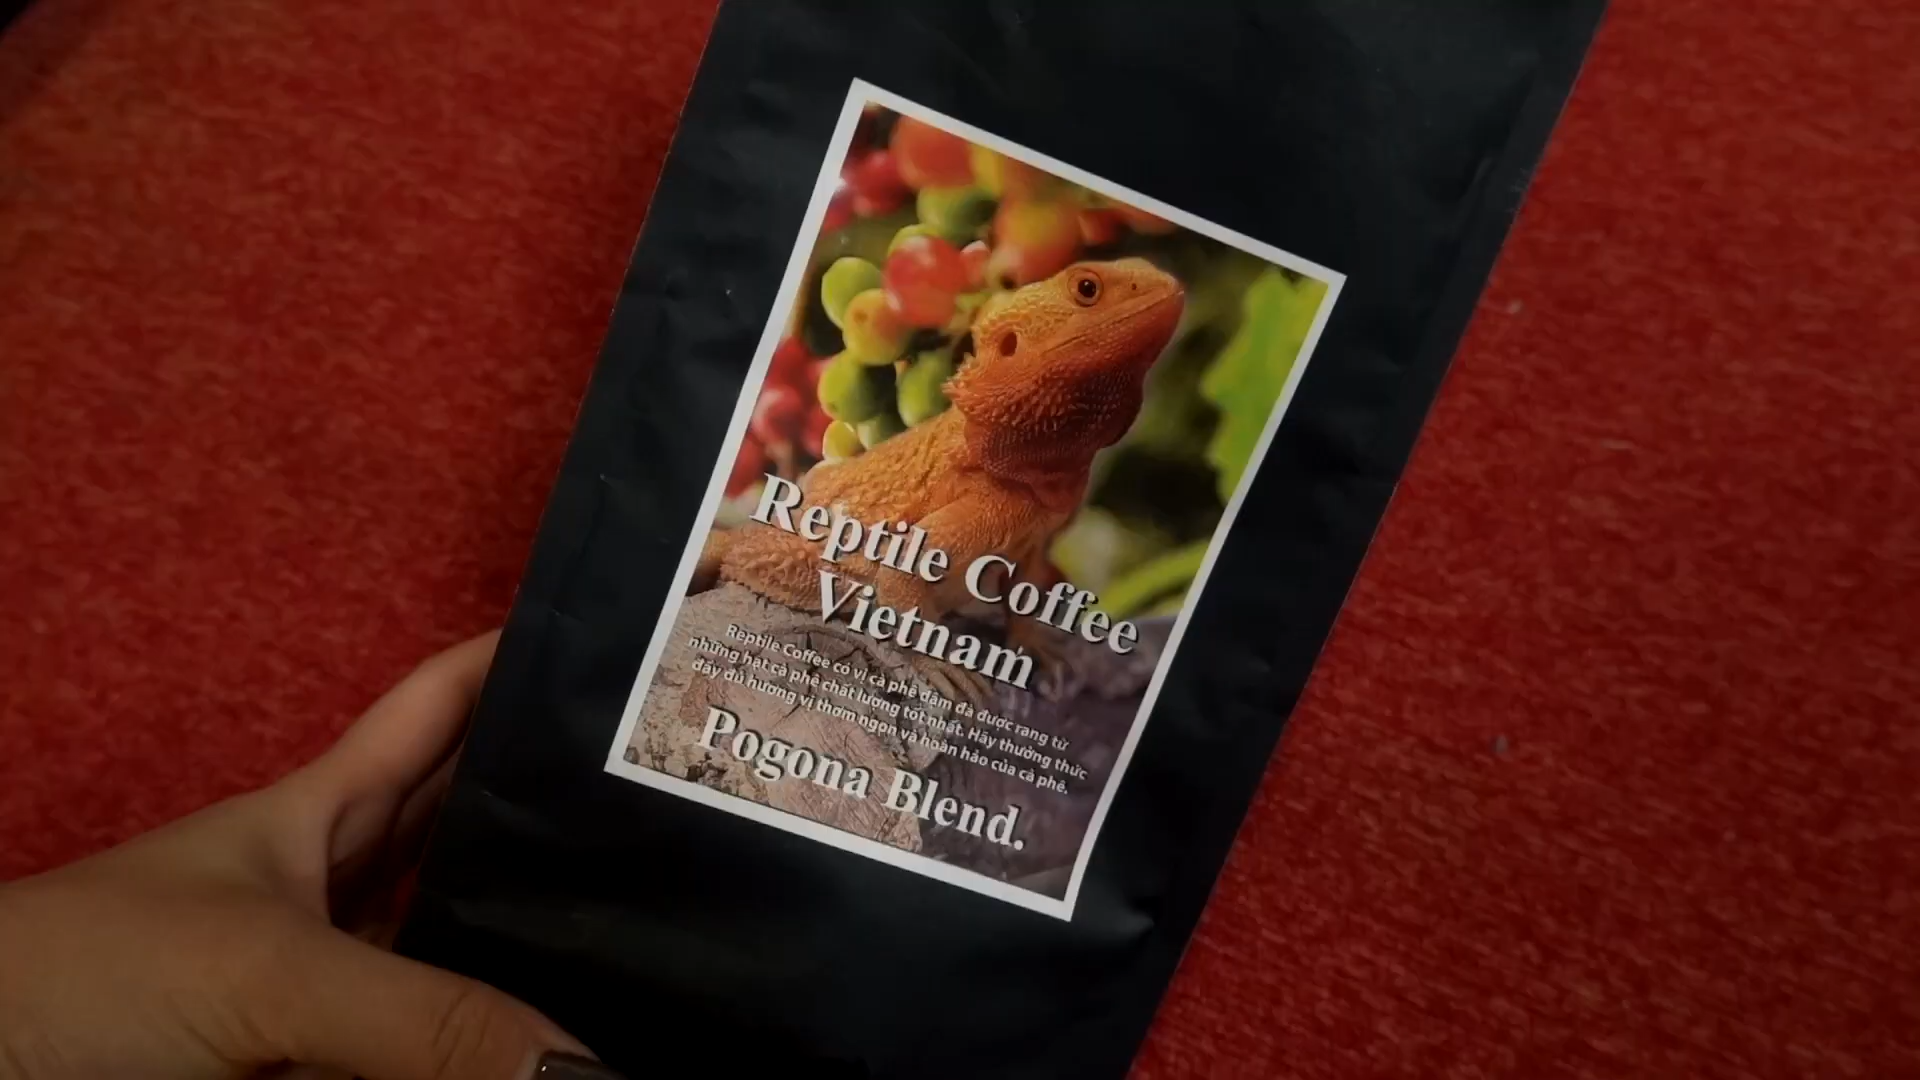 Reptile Coffee
Vietnam
Reptile Coffee có vị cà phê đậm đà được rang từ
những hạt cà phê chất lượng tốt nhất. Hãy thưởng thức
đầy đủ hương vị thơm ngon và hoàn hảo của cà phê.
Pogona Blend.